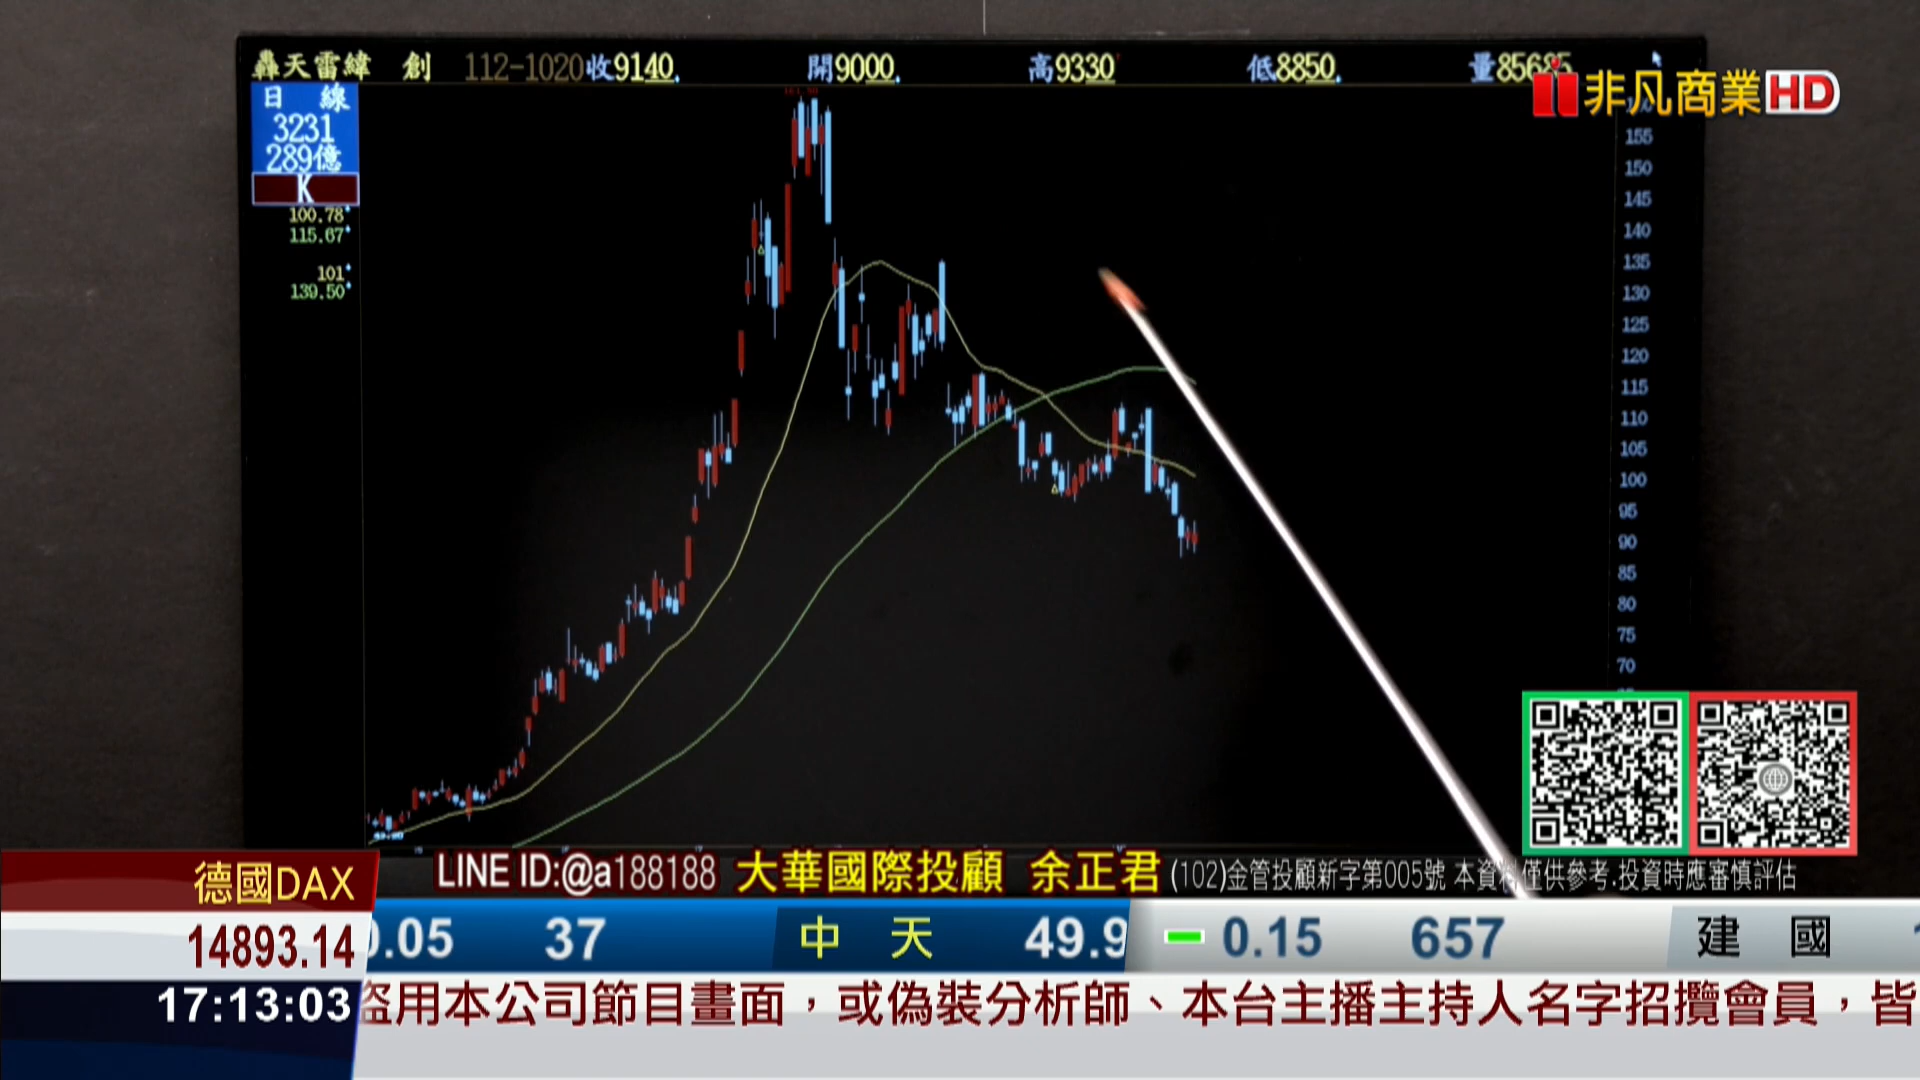 轟天雷緯創 112-1020收9140. 開9000. 高9330 低8850. 量85685
非凡商業HD
日線
3231
289億
K
100.78
115.67
101
139.50
155
150
145
140
135
130
125
120
115
110
105
100
95
90
85
80
75
70
LINE ID:@a188188 大華國際投顧 余正君 (102)金管投顧新字第005號 本資料僅供參考.投資時應審慎評估
德國DAX
14893.14
0.05 37 中天 49.9 0.15 657 建國
17:13:03
盜用本公司節目畫面，或偽裝分析師、本台主播主持人名字招攬會員，皆